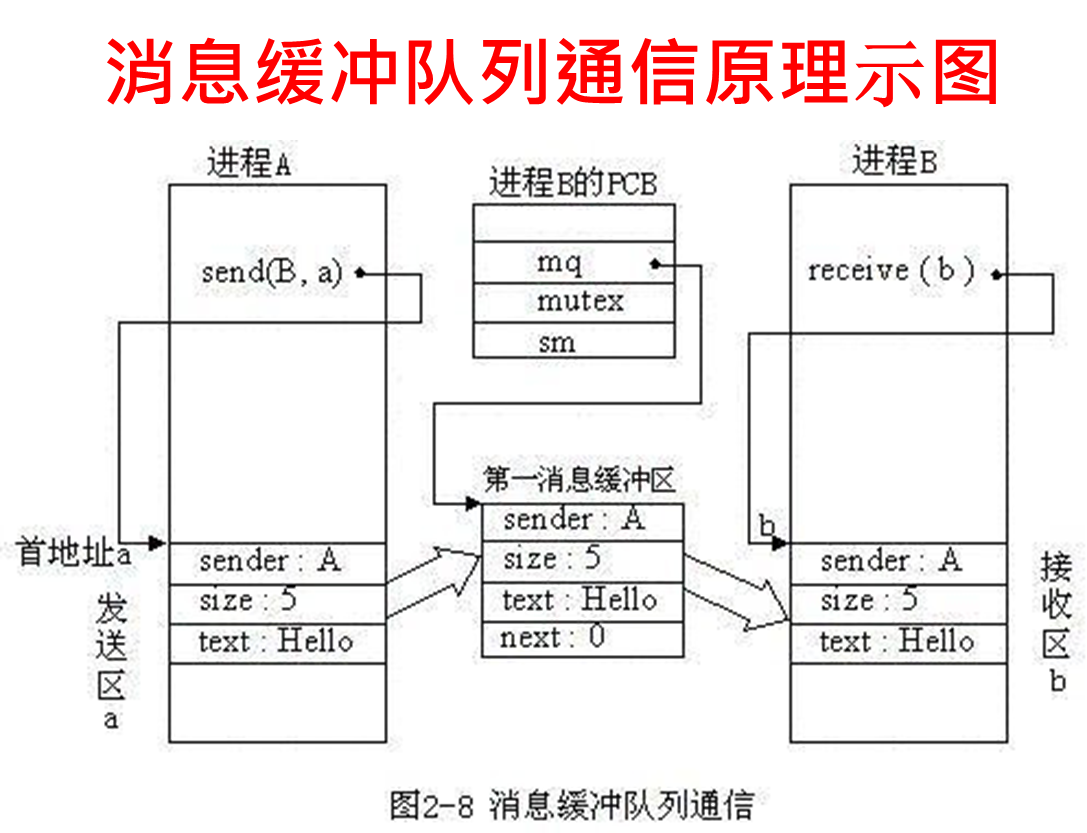 消息缓冲队列通信原理示图
进程A
进程B的PCB
进程B
send(B, a)
mq
mutex
sm
receive ( b )
第一消息缓冲区
sender : A
size : 5
text : Hello
next : 0
首地址a
sender : A
size : 5
text : Hello
发送区a
b
sender : A
size : 5
text : Hello
接收区b
图2-8 消息缓冲队列通信